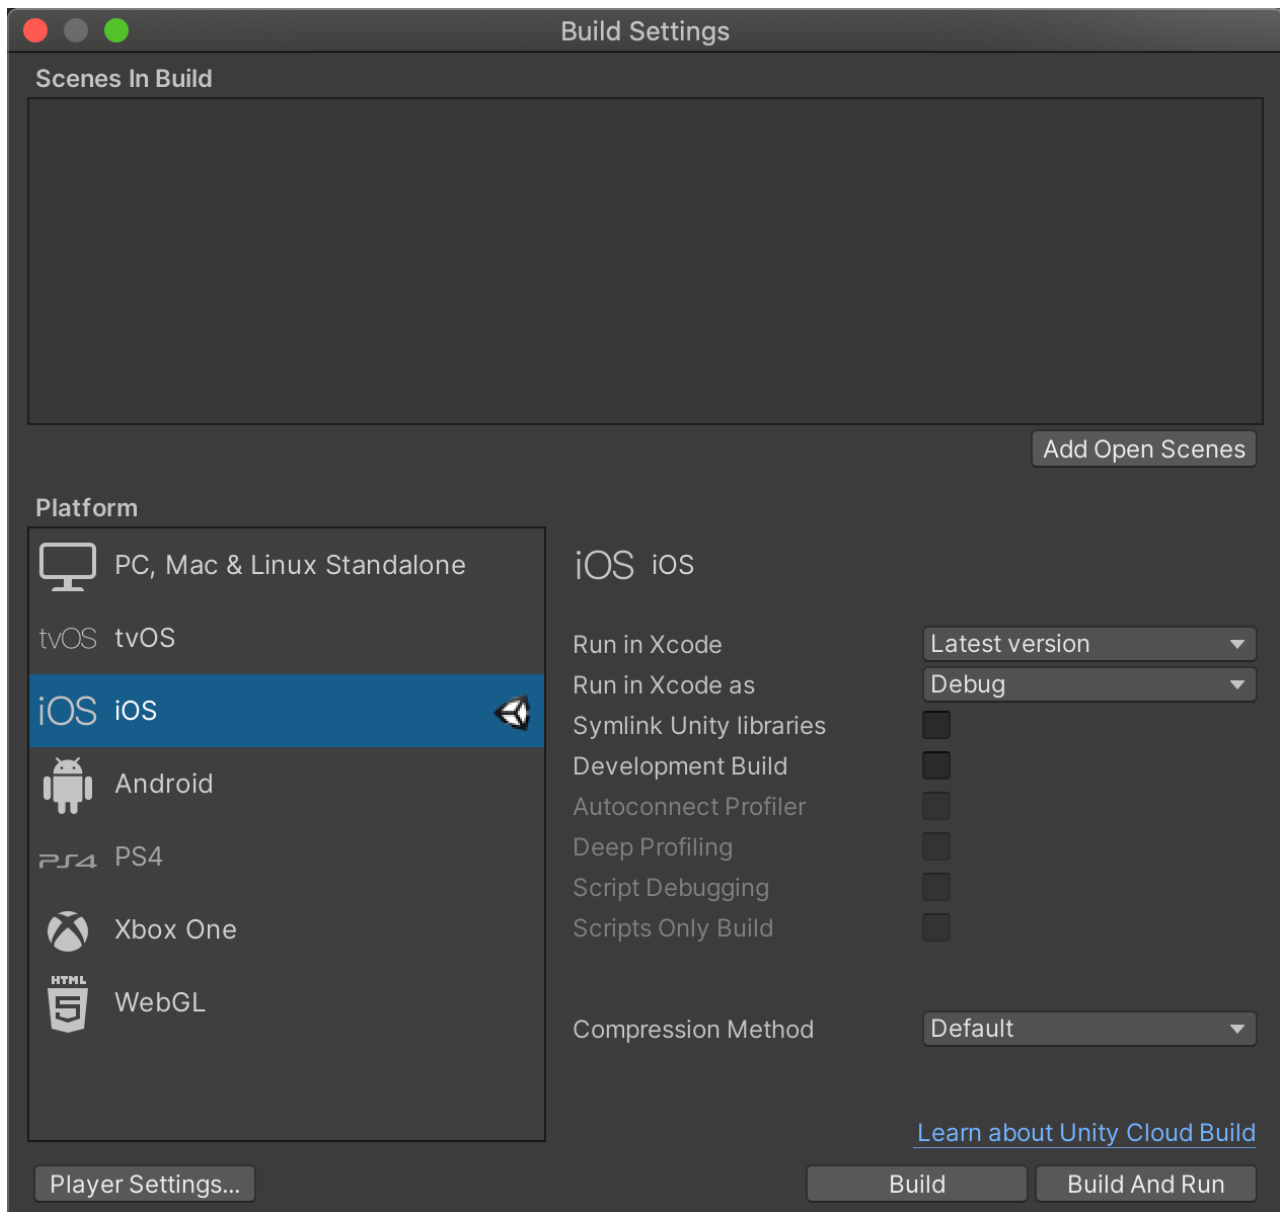 Build Settings
Scenes In Build
Add Open Scenes
Platform
PC, Mac & Linux Standalone
tvOS tvOS
iOS iOS
Android
PS4 PS4
Xbox One
HTML
5 WebGL
iOS iOS
Run in Xcode Latest version
Run in Xcode as Debug
Symlink Unity libraries
Development Build
Autoconnect Profiler
Deep Profiling
Script Debugging
Scripts Only Build
Compression Method Default
Learn about Unity Cloud Build
Player Settings... Build Build And Run